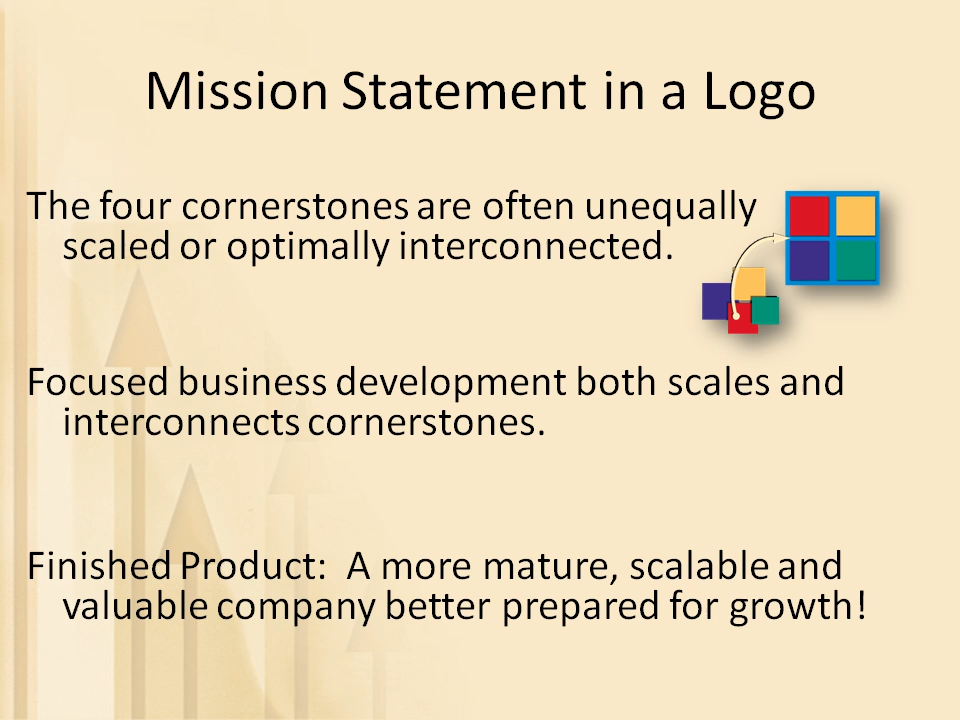 Mission Statement in a Logo
The four cornerstones are often unequally
scaled or optimally interconnected.
Focused business development both scales and
interconnects cornerstones.
Finished Product:  A more mature, scalable and
valuable company better prepared for growth!